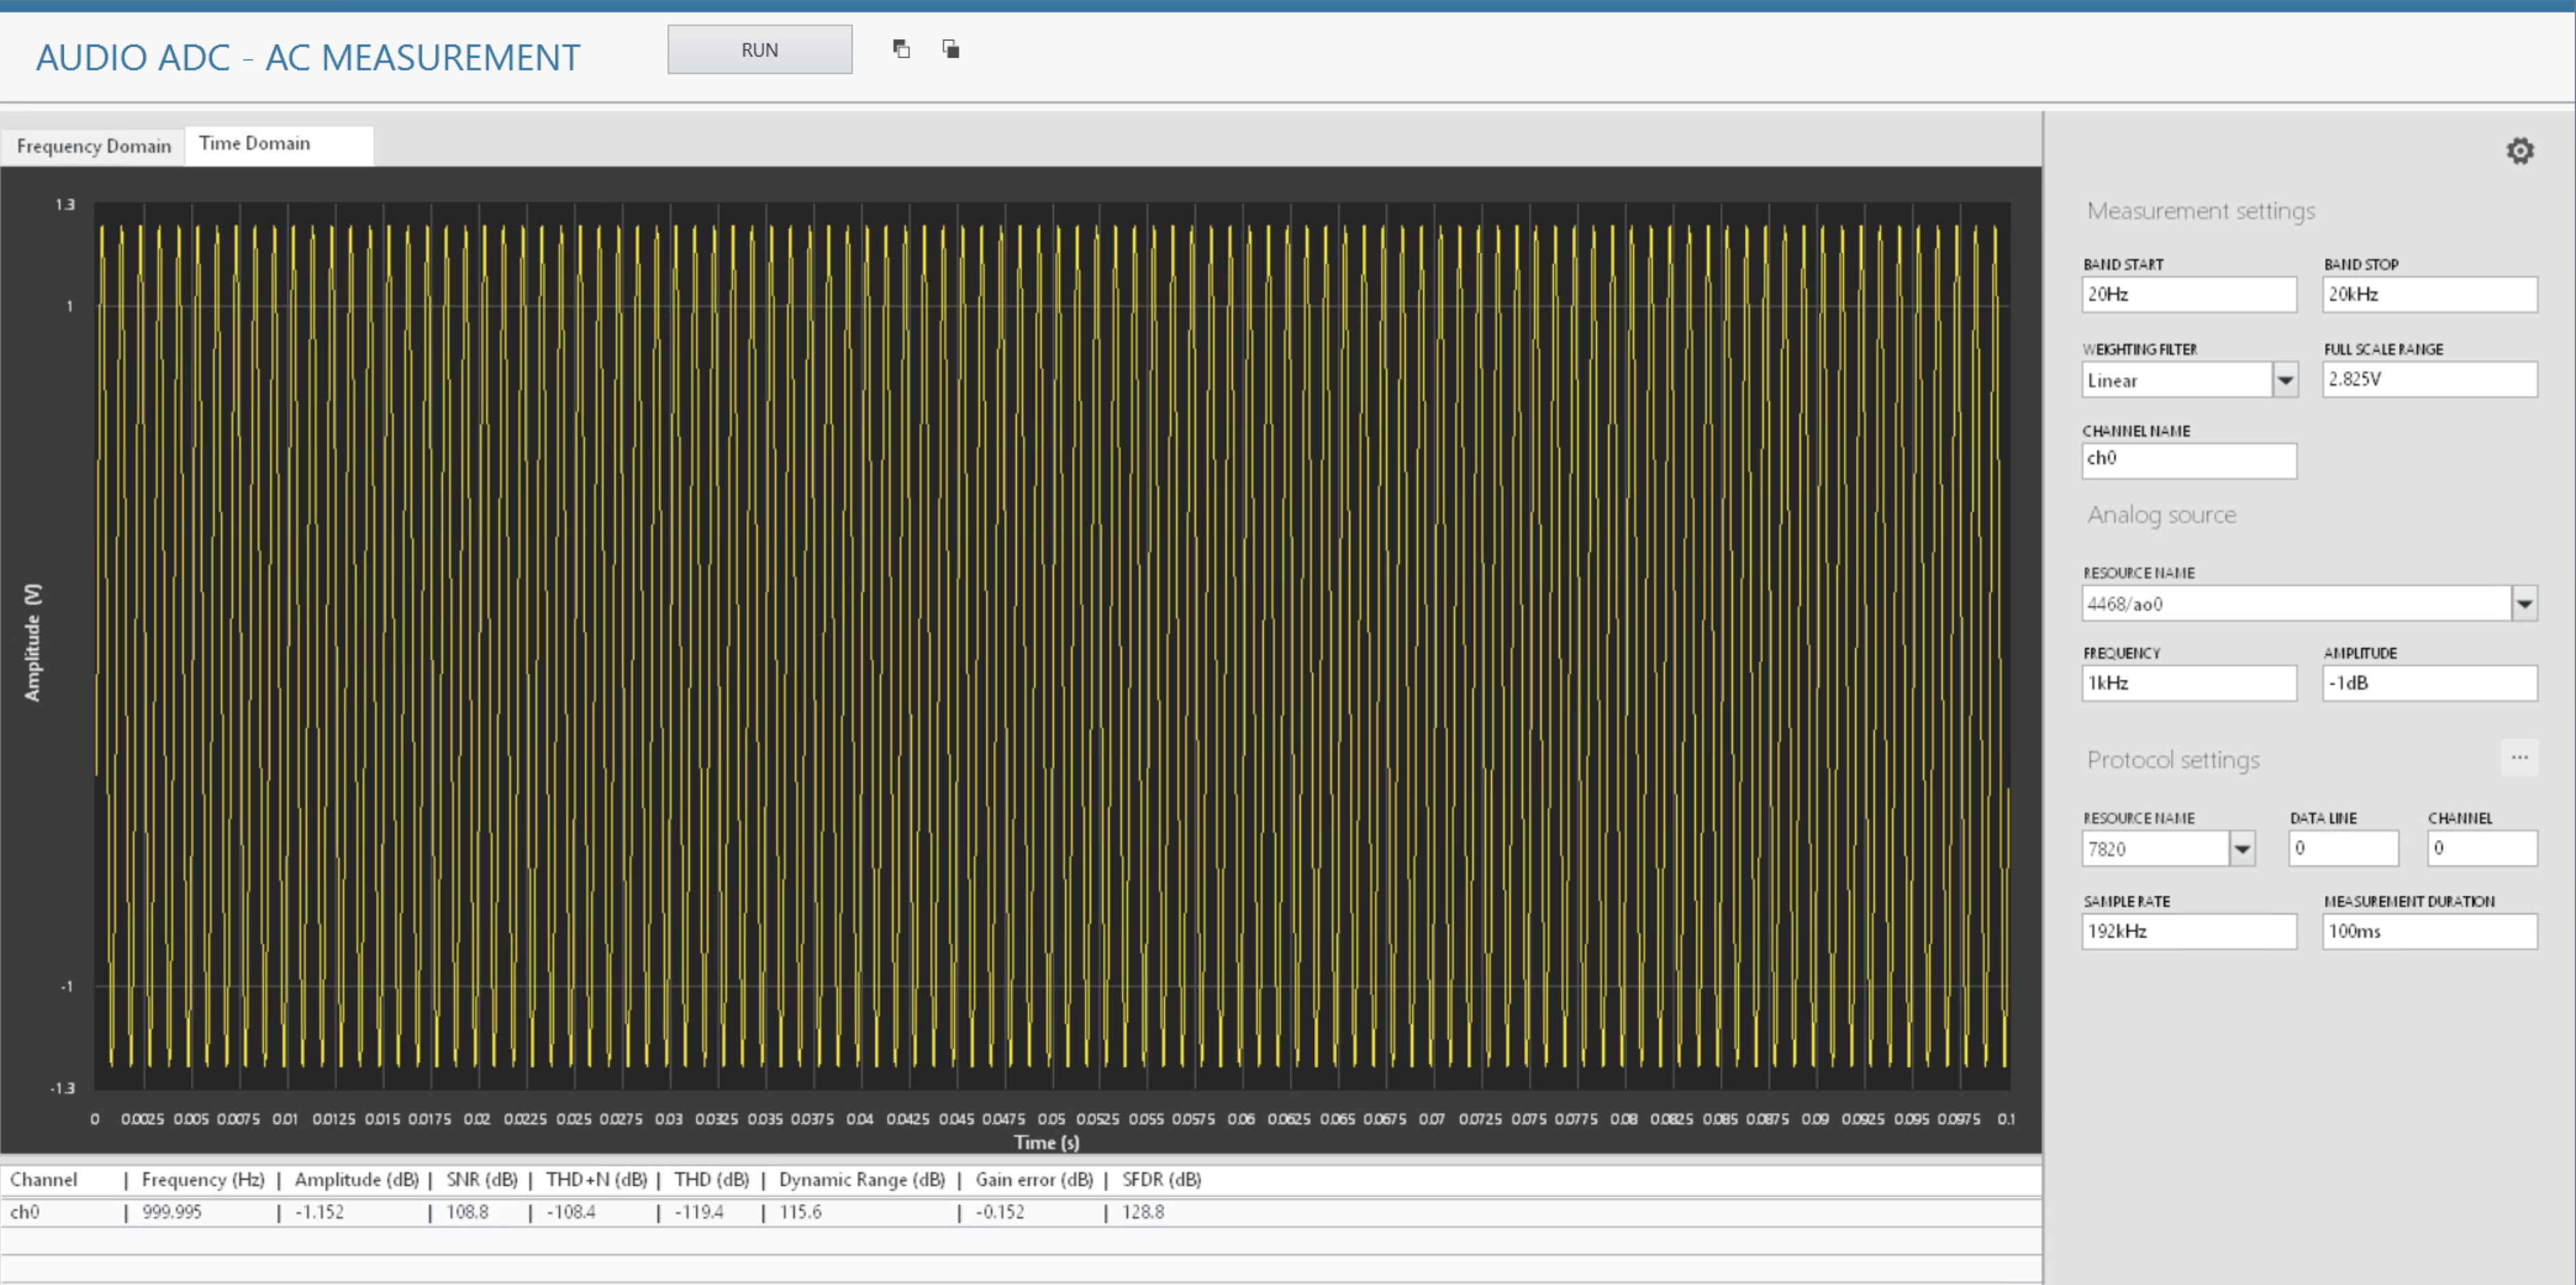 AUDIO ADC - AC MEASUREMENT
RUN
Frequency Domain
Time Domain
1.3
1
-1
-1.3
Amplitude (V)
0 0.0025 0.005 0.0075 0.01 0.0125 0.015 0.0175 0.02 0.0225 0.025 0.0275 0.03 0.0325 0.035 0.0375 0.04 0.0425 0.045 0.0475 0.05 0.0525 0.055 0.0575 0.06 0.0625 0.065 0.0675 0.07 0.0725 0.075 0.0775 0.08 0.0825 0.085 0.0875 0.09 0.0925 0.095 0.0975 0.1
Time (s)
Channel | Frequency (Hz) | Amplitude (dB) | SNR (dB) | THD+N (dB) | THD (dB) | Dynamic Range (dB) | Gain error (dB) | SFDR (dB)
ch0 | 999.995 | -1.152 | 108.8 | -108.4 | -119.4 | 115.6 | -0.152 | 128.8
Measurement settings
BAND START BAND STOP
20Hz 20kHz
WEIGHTING FILTER FULL SCALE RANGE
Linear 2.825V
CHANNEL NAME
ch0
Analog source
RESOURCE NAME
4468/ao0
FREQUENCY AMPLITUDE
1kHz -1dB
Protocol settings ...
RESOURCE NAME DATA LINE CHANNEL
7820 0 0
SAMPLE RATE MEASUREMENT DURATION
192kHz 100ms